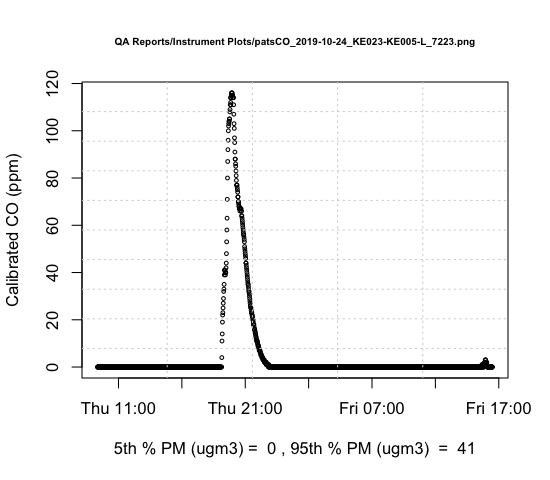 QA Reports/Instrument Plots/patsCO_2019-10-24_KE023-KE005-L_7223.png
Calibrated CO (ppm)
120
100
80
60
40
20
0
Thu 11:00 Thu 21:00 Fri 07:00 Fri 17:00
5th % PM (ugm3) = 0 , 95th % PM (ugm3) = 41